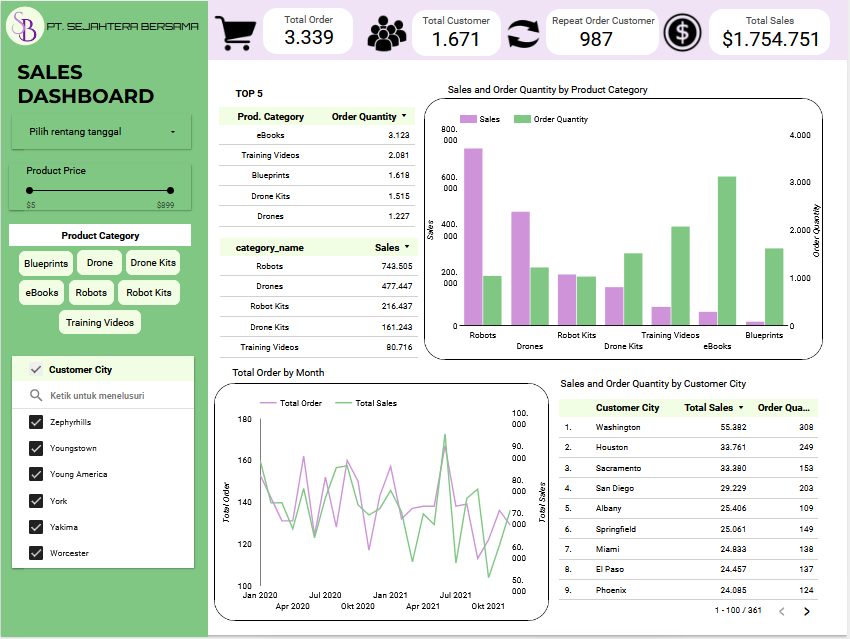 SB
PT. SEJAHTERA BERSAMA
SALES
DASHBOARD
Pilih rentang tanggal
Product Price
$5
$899
Product Category
Blueprints
Drone
Drone Kits
eBooks
Robots
Robot Kits
Training Videos
Customer City
Ketik untuk menelusuri
Zephyrhills
Youngstown
Young America
York
Yakima
Worcester
Total Order
3.339
Total Customer
1.671
Repeat Order Customer
987
$
Total Sales
$1.754.751
TOP 5
Prod. Category Order Quantity
eBooks 3.123
Training Videos 2.081
Blueprints 1.618
Drone Kits 1.515
Drones 1.227
category_name Sales
Robots 743.505
Drones 477.447
Robot Kits 216.437
Drone Kits 161.243
Training Videos 80.716
Sales and Order Quantity by Product Category
Sales Order Quantity
800.
000
600.
000
400.
000
200.
000
0
Sales
4.000
3.000
2.000
1.000
0
Order Quantity
Robots
Drones
Robot Kits
Drone Kits
Training Videos
eBooks
Blueprints
Total Order by Month
Total Order Total Sales
180
160
140
120
100
Total Order
100.
000
90.
000
80.
000
70.
000
60.
000
50.
000
Total Sales
Jan 2020
Apr 2020
Jul 2020
Okt 2020
Jan 2021
Apr 2021
Jul 2021
Okt 2021
Sales and Order Quantity by Customer City
Customer City Total Sales Order Qua...
1. Washington 55.382 308
2. Houston 33.761 249
3. Sacramento 33.380 153
4. San Diego 29.229 203
5. Albany 25.406 109
6. Springfield 25.061 149
7. Miami 24.833 138
8. El Paso 24.457 137
9. Phoenix 24.085 124
1 - 100 / 361